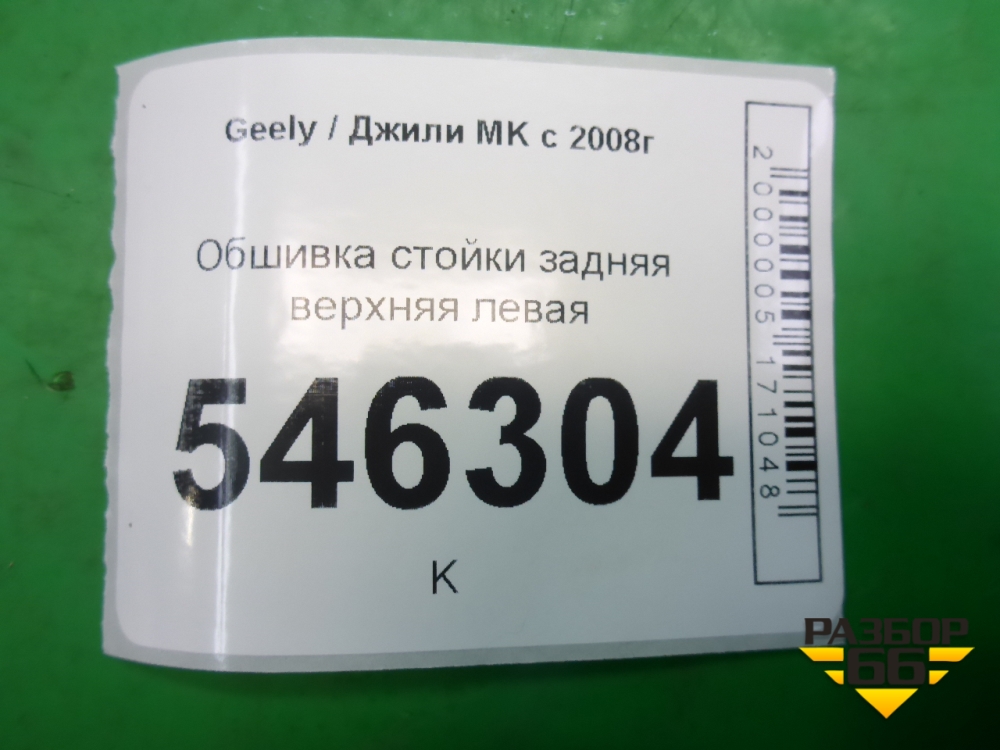 Geely / Джили МК с 2008г
Обшивка стойки задняя
верхняя левая
546304
К
2000005171048
РАЗБОР
66